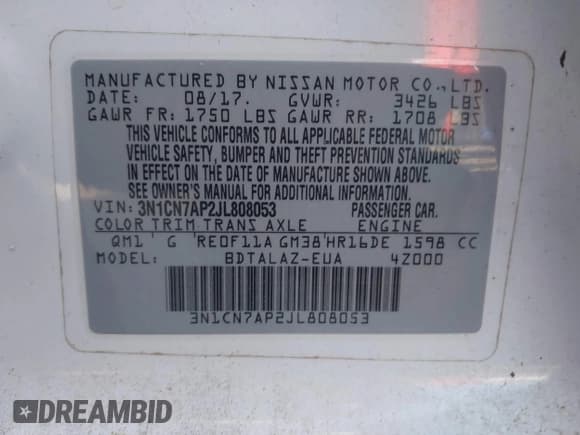 MANUFACTURED BY NISSAN MOTOR CO.,LTD.
DATE: 08/17. GVWR: 3426 LBS
GAWR FR: 1750 LBS GAWR RR: 1708 LBS
THIS VEHICLE CONFORMS TO ALL APPLICABLE FEDERAL MOTOR
VEHICLE SAFETY, BUMPER AND THEFT PREVENTION STANDARDS
IN EFFECT ON THE DATE OF MANUFACTURE SHOWN ABOVE.
SEE OWNER'S MANUAL FOR ADDITIONAL INFORMATION.
VIN: 3N1CN7AP2JL808053 PASSENGER CAR.
COLOR TRIM TRANS AXLE ENGINE
QM1 ' G 'RE0F11A GM38'HR16DE 1598 CC
MODEL: BDTALAZ-EUA 4Z000
3N1CN7AP2JL808053
DREAMBID